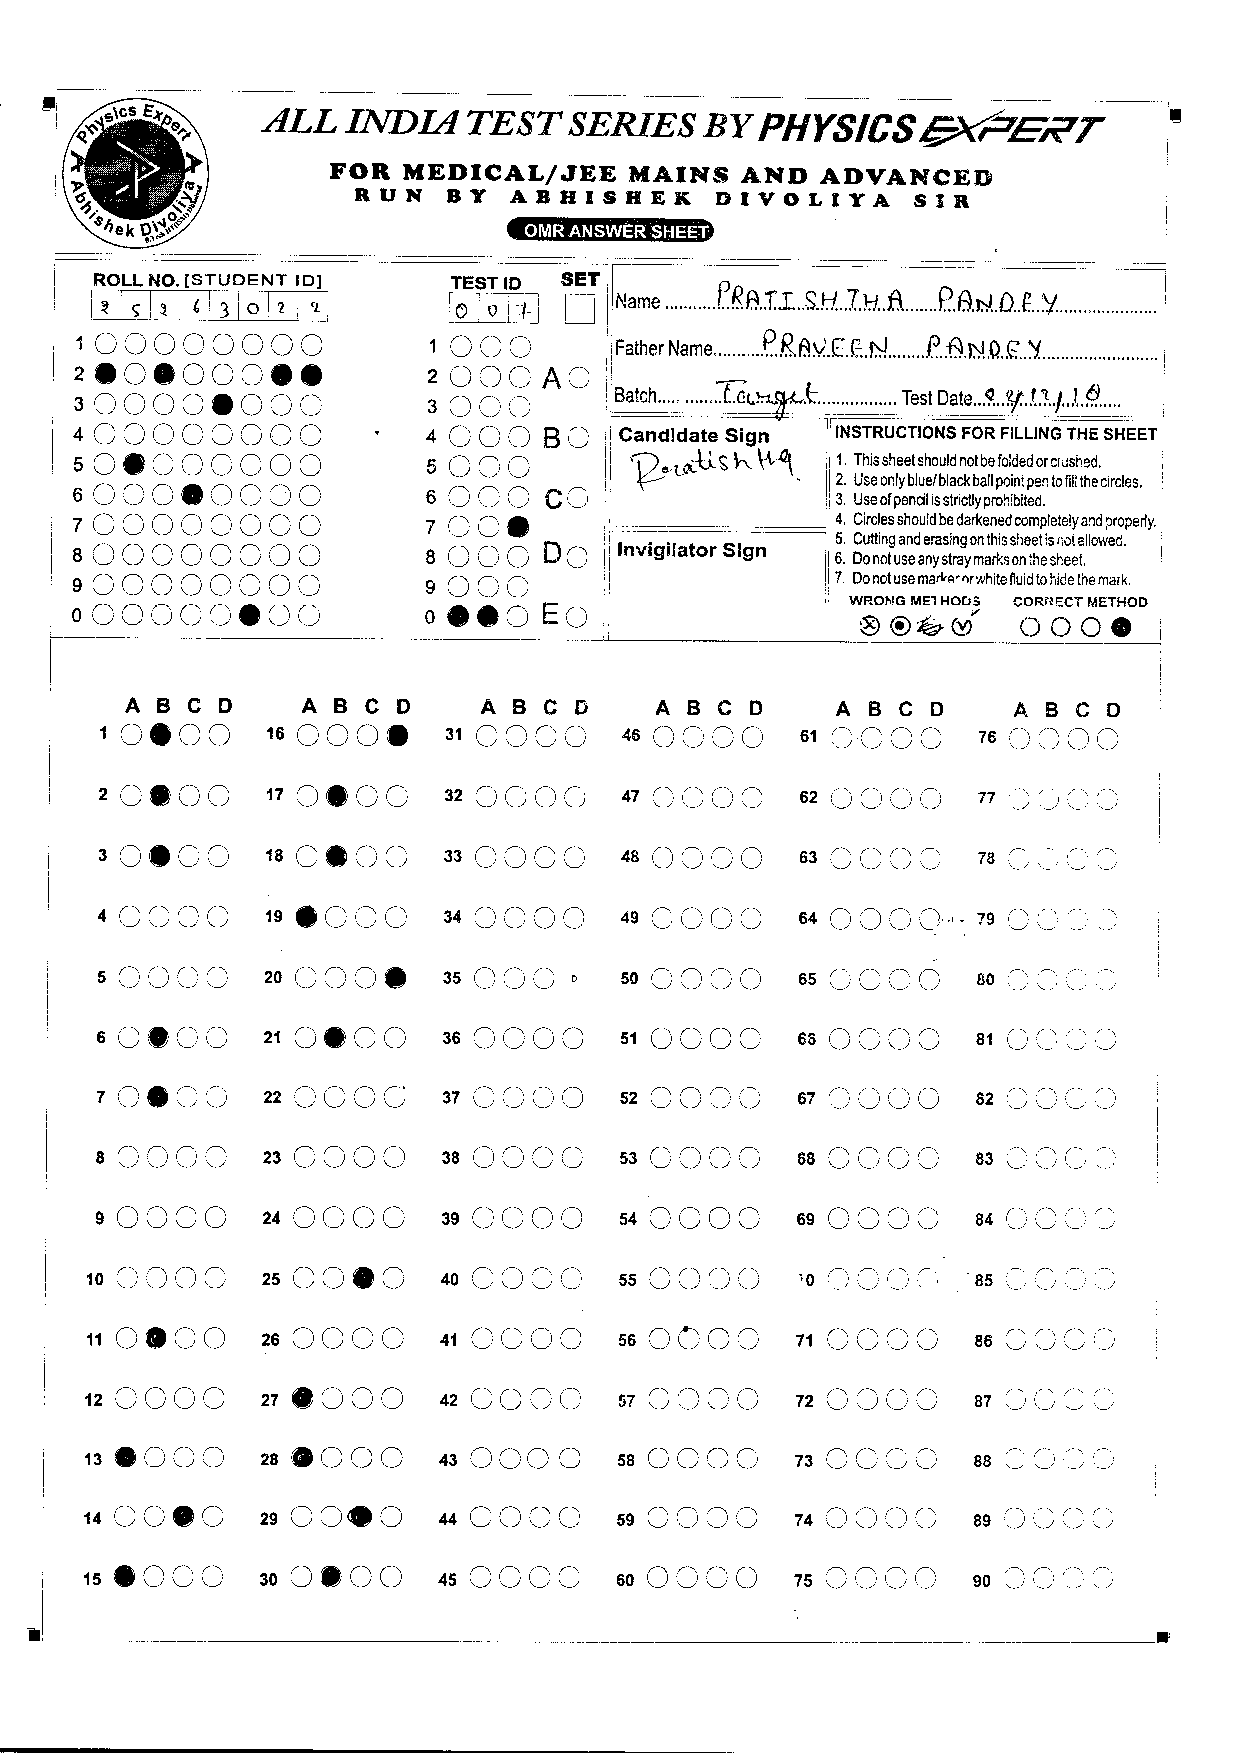 Physics Expert
A Abhishek Divoliya A
ALL INDIA TEST SERIES BY PHYSICS EXPERT
FOR MEDICAL/JEE MAINS AND ADVANCED
RUN BY ABHISHEK DIVOLIYA SIR
OMR ANSWER SHEET
ROLL NO. [STUDENT ID] TEST ID SET
2 5 2 6 3 0 2 2 0 0 7
Name ........... PRATISHTHA PANDEY
Father Name .......... PRAVEEN PANDEY
Batch ............. Target ................. Test Date
1 1
2 2 A
3 3
4 4 B
5 5
6 6 C
7 7
8 8 D
9 9
0 0 E
Candidate Sign
Pratishtha
Invigilator Sign
INSTRUCTIONS FOR FILLING THE SHEET
1. This sheet should not be folded or crushed.
2. Use only blue/black ball point pen to fill the circles.
3. Use of pencil is strictly prohibited.
4. Circles should be darkened completely and properly.
5. Cutting and erasing on this sheet is not allowed.
6. Do not use any stray marks on the sheet.
7. Do not use marker or white fluid to hide the mark.
WRONG METHODS CORRECT METHOD
A B C D A B C D A B C D A B C D A B C D A B C D
1 16 31 46 61 76
2 17 32 47 62 77
3 18 33 48 63 78
4 19 34 49 64 79
5 20 35 50 65 80
6 21 36 51 66 81
7 22 37 52 67 82
8 23 38 53 68 83
9 24 39 54 69 84
10 25 40 55 70 85
11 26 41 56 71 86
12 27 42 57 72 87
13 28 43 58 73 88
14 29 44 59 74 89
15 30 45 60 75 90